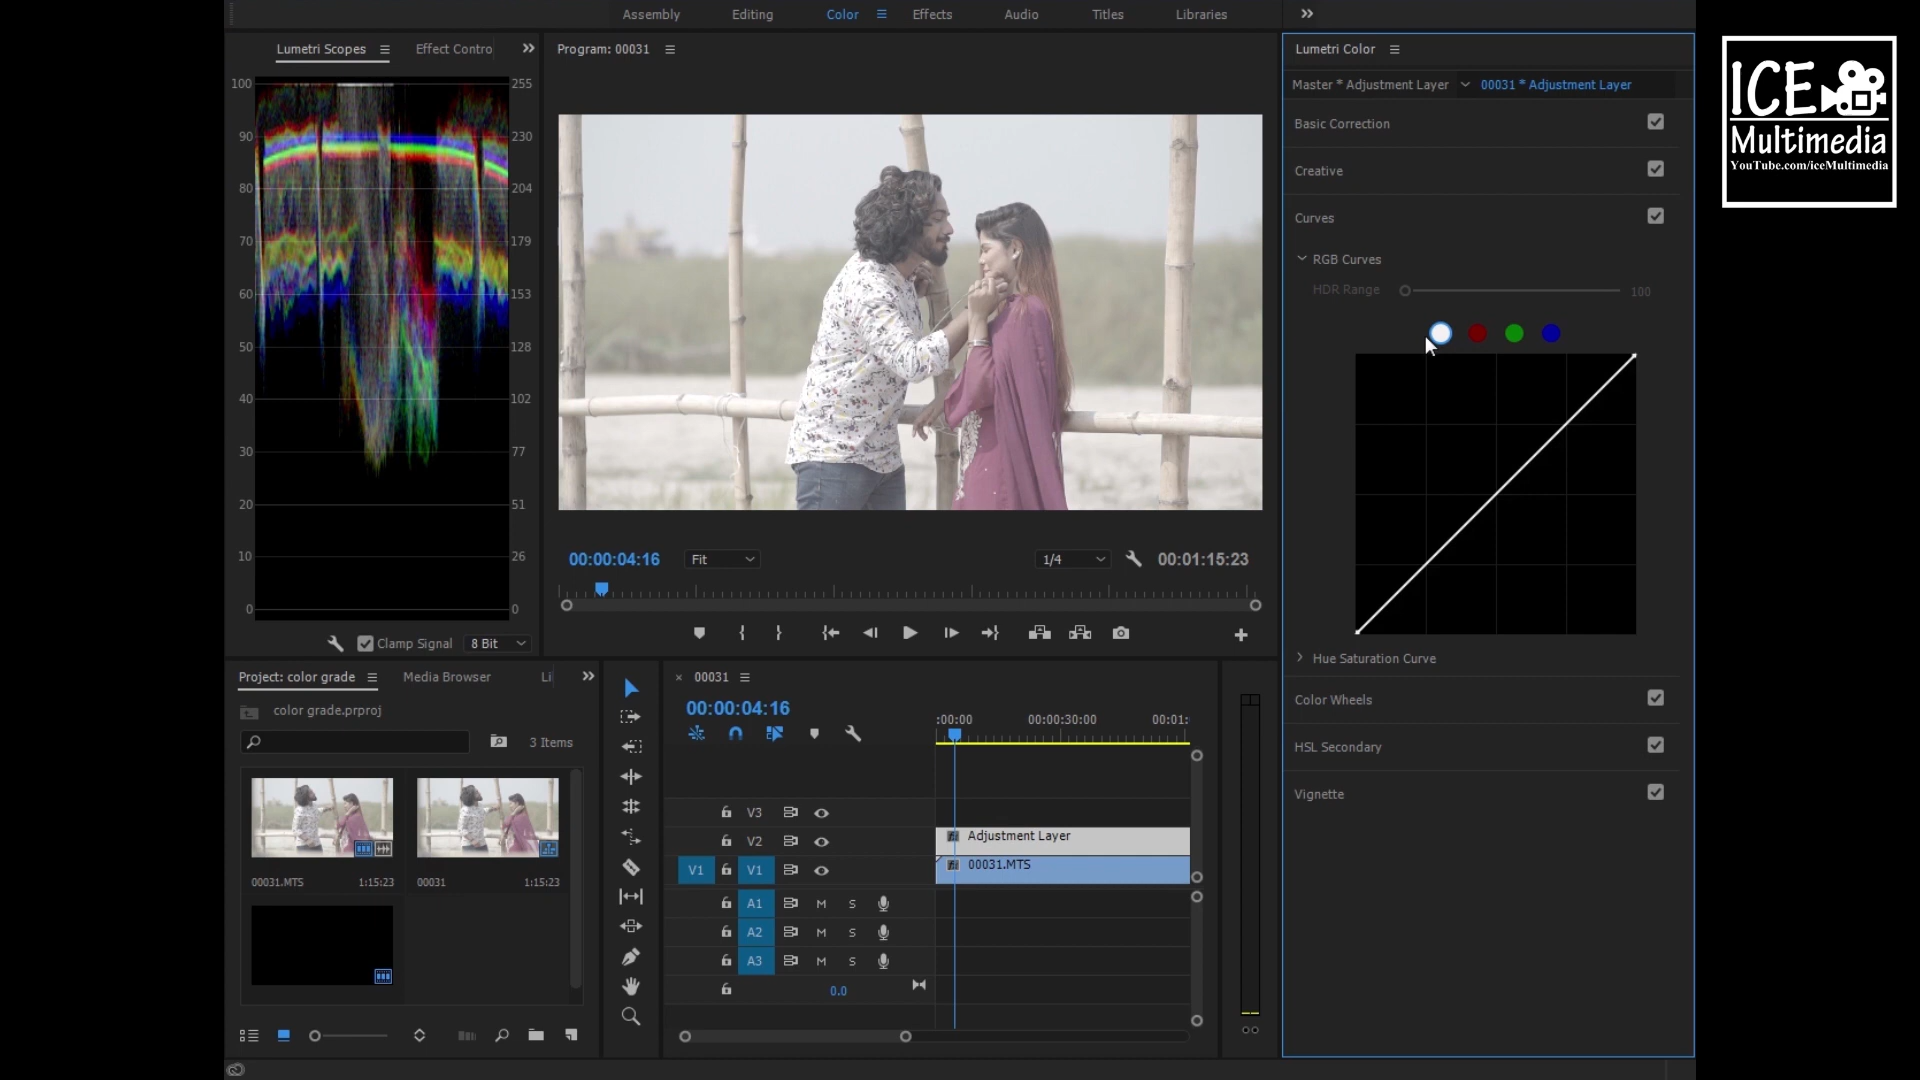 Assembly Editing Color Effects Audio Titles Libraries
Lumetri Scopes Effect Contro
Program: 00031
Lumetri Color
Master * Adjustment Layer 00031 * Adjustment Layer
Basic Correction
Creative
Curves
RGB Curves
HDR Range 100
Hue Saturation Curve
Color Wheels
HSL Secondary
Vignette
100 255
90 230
80 204
70 179
60 153
50 128
40 102
30 77
20 51
10 26
0 0
Clamp Signal 8 Bit
00:00:04:16 Fit 1/4 00:01:15:23
Project: color grade Media Browser Li
color grade.prproj
3 Items
00031.MTS 1:15:23 00031 1:15:23
× 00031
00:00:04:16
:00:00 00:00:30:00 00:01:
V3
V2 Adjustment Layer
V1 V1 00031.MTS
A1 M S
A2 M S
A3 M S
0.0
ICE
Multimedia
YouTube.com/iceMultimedia